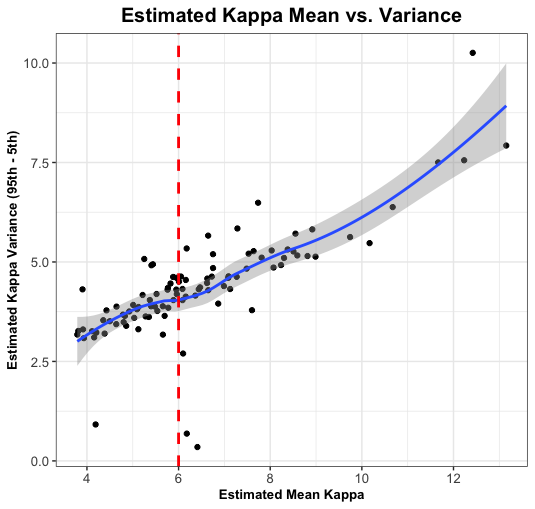 Estimated Kappa Mean vs. Variance
Estimated Kappa Variance (95th - 5th)
10.0
7.5
5.0
2.5
0.0
4 6 8 10 12
Estimated Mean Kappa